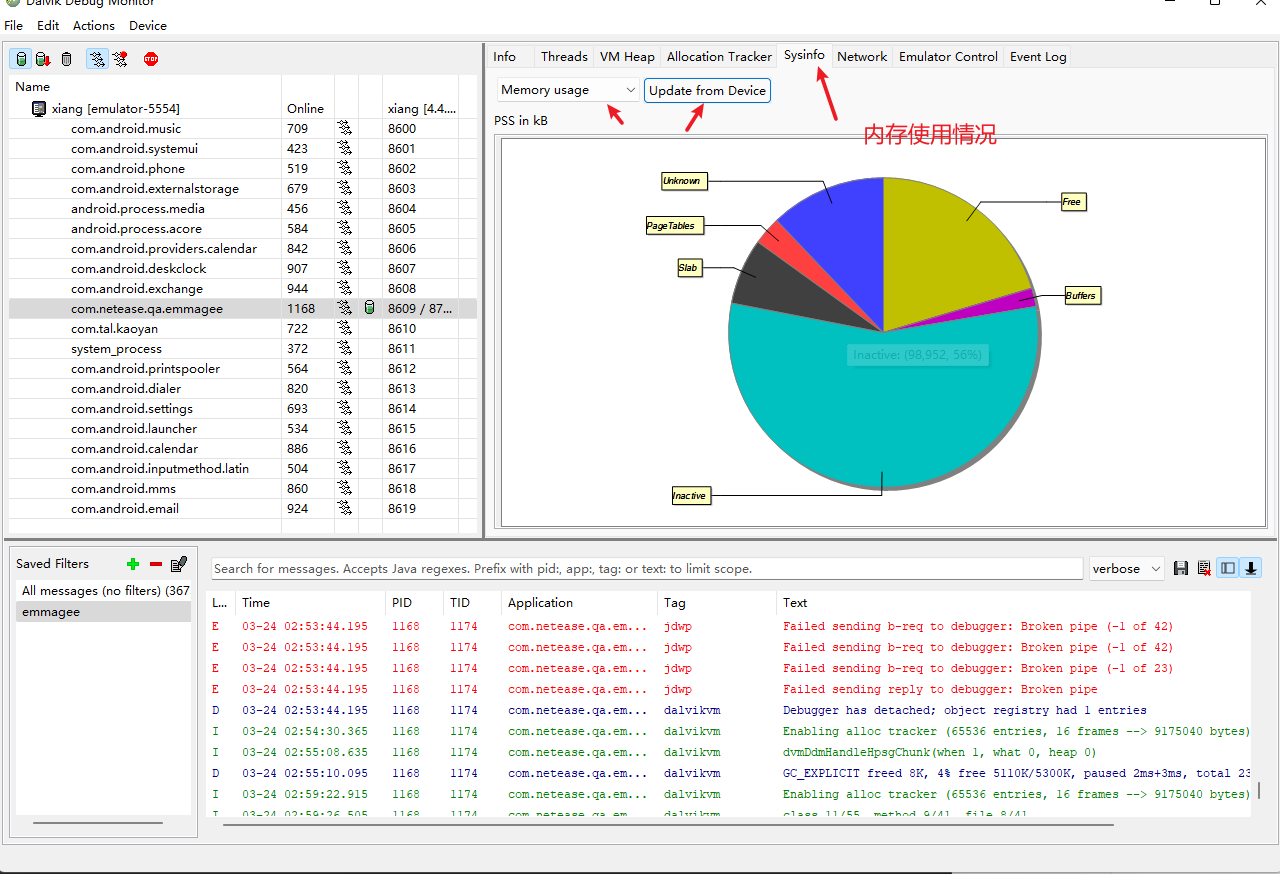 Dalvik Debug Monitor
File Edit Actions Device
Name
xiang [emulator-5554] Online xiang [4.4....
com.android.music 709 8600
com.android.systemui 423 8601
com.android.phone 519 8602
com.android.externalstorage 679 8603
android.process.media 456 8604
android.process.acore 584 8605
com.android.providers.calendar 842 8606
com.android.deskclock 907 8607
com.android.exchange 944 8608
com.netease.qa.emmagee 1168 8609 / 87...
com.tal.kaoyan 722 8610
system_process 372 8611
com.android.printspooler 564 8612
com.android.dialer 820 8613
com.android.settings 693 8614
com.android.launcher 534 8615
com.android.calendar 886 8616
com.android.inputmethod.latin 504 8617
com.android.mms 860 8618
com.android.email 924 8619
Info Threads VM Heap Allocation Tracker Sysinfo Network Emulator Control Event Log
Memory usage Update from Device
PSS in kB
内存使用情况
Unknown
Free
PageTables
Slab
Buffers
Inactive: (98,952, 56%)
Inactive
Saved Filters
All messages (no filters) (367
emmagee
Search for messages. Accepts Java regexes. Prefix with pid:, app:, tag: or text: to limit scope. verbose
L... Time PID TID Application Tag Text
E 03-24 02:53:44.195 1168 1174 com.netease.qa.em... jdwp Failed sending b-req to debugger: Broken pipe (-1 of 42)
E 03-24 02:53:44.195 1168 1174 com.netease.qa.em... jdwp Failed sending b-req to debugger: Broken pipe (-1 of 42)
E 03-24 02:53:44.195 1168 1174 com.netease.qa.em... jdwp Failed sending b-req to debugger: Broken pipe (-1 of 23)
E 03-24 02:53:44.195 1168 1174 com.netease.qa.em... jdwp Failed sending reply to debugger: Broken pipe
D 03-24 02:53:44.195 1168 1174 com.netease.qa.em... dalvikvm Debugger has detached; object registry had 1 entries
I 03-24 02:54:30.365 1168 1174 com.netease.qa.em... dalvikvm Enabling alloc tracker (65536 entries, 16 frames --> 9175040 bytes)
I 03-24 02:55:08.635 1168 1174 com.netease.qa.em... dalvikvm dvmDdmHandleHpsgChunk(when 1, what 0, heap 0)
D 03-24 02:55:10.095 1168 1174 com.netease.qa.em... dalvikvm GC_EXPLICIT freed 8K, 4% free 5110K/5300K, paused 2ms+3ms, total 23
I 03-24 02:59:22.915 1168 1174 com.netease.qa.em... dalvikvm Enabling alloc tracker (65536 entries, 16 frames --> 9175040 bytes)
I 03-24 02:59:26.505 1168 1174 com.netease.qa.em... dalvikvm class 11/55, method 9/41, file 8/41